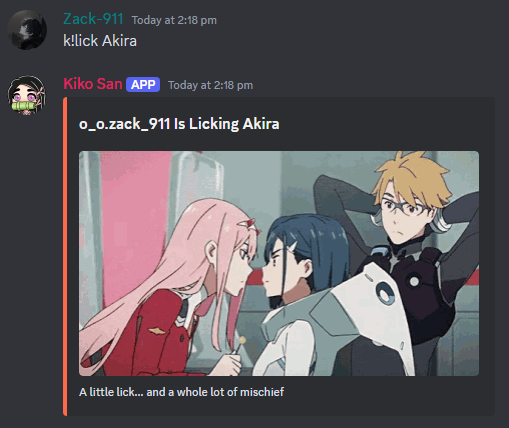 Zack-911 Today at 2:18 pm
k!lick Akira
Kiko San APP Today at 2:18 pm
o_o.zack_911 Is Licking Akira
A little lick... and a whole lot of mischief